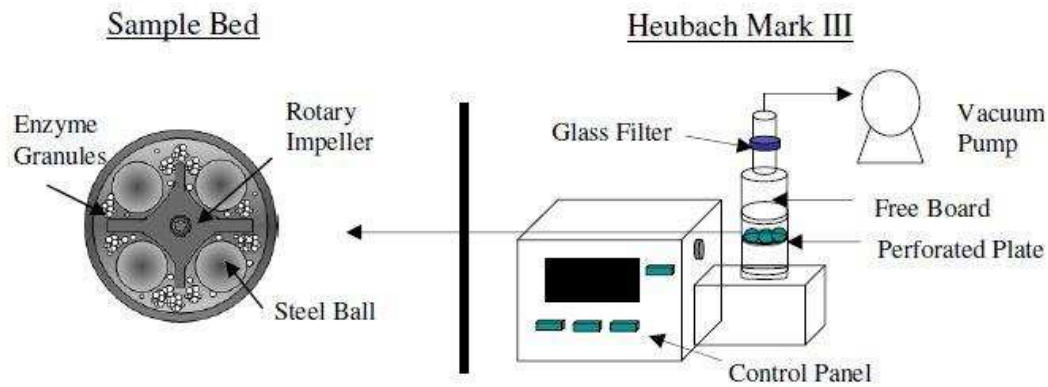 Sample Bed
Heubach Mark III
Enzyme
Granules
Rotary
Impeller
Steel Ball
Glass Filter
Vacuum
Pump
Free Board
Perforated Plate
Control Panel